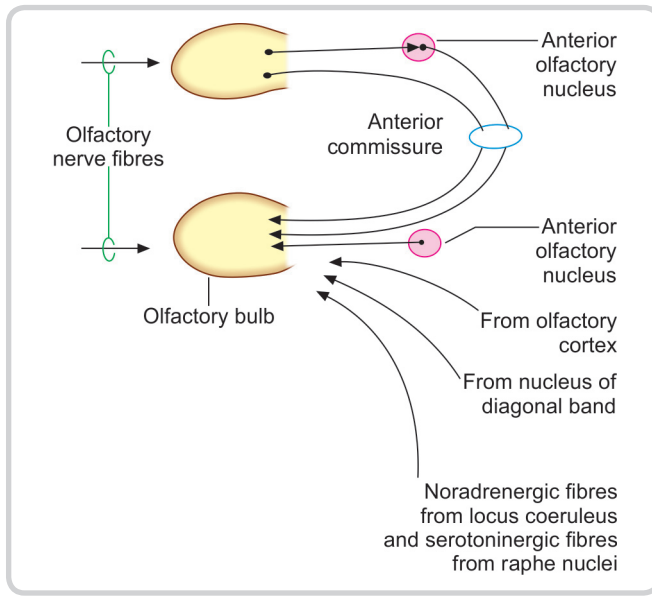 Anterior
olfactory
nucleus
Olfactory
nerve fibres
Anterior
commissure
Anterior
olfactory
nucleus
Olfactory bulb
From olfactory
cortex
From nucleus of
diagonal band
Noradrenergic fibres
from locus coeruleus
and serotoninergic fibres
from raphe nuclei